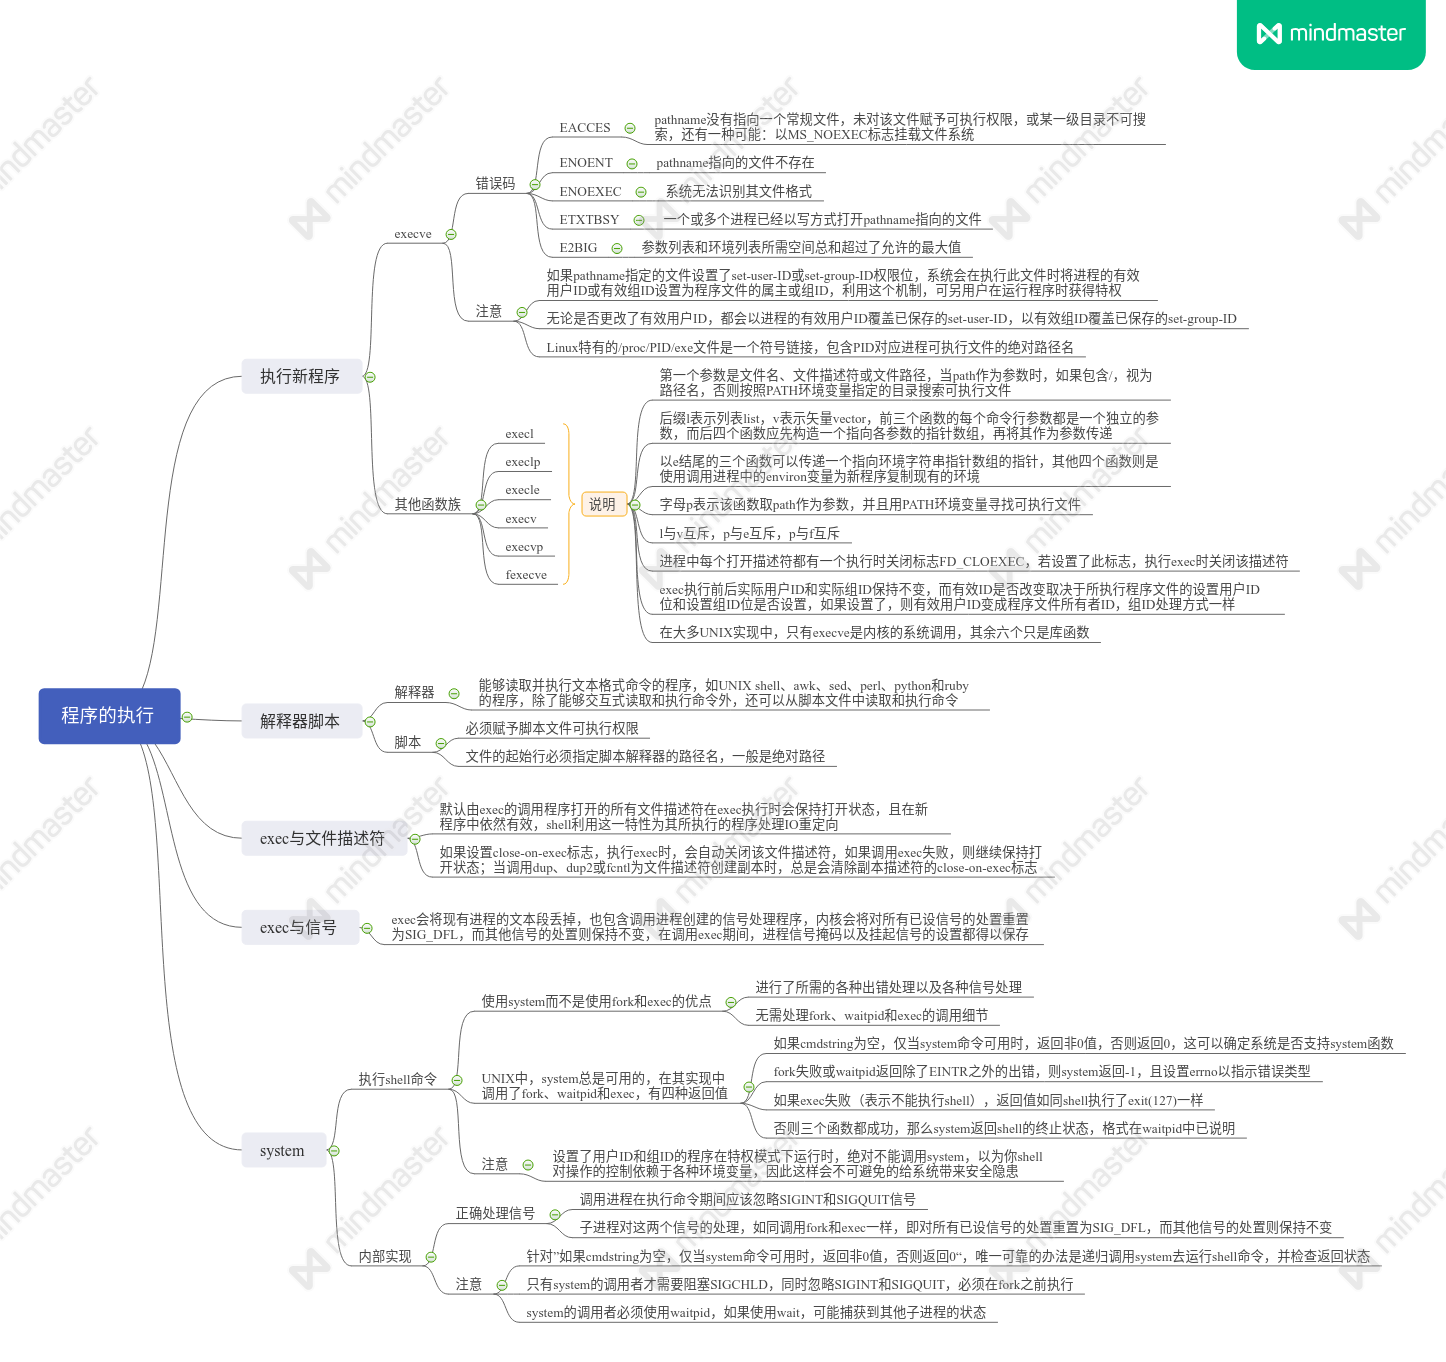 mindmaster
程序的执行
执行新程序
execve
错误码
EACCES
pathname没有指向一个常规文件，未对该文件赋予可执行权限，或某一级目录不可搜
索，还有一种可能：以MS_NOEXEC标志挂载文件系统
ENOENT
pathname指向的文件不存在
ENOEXEC
系统无法识别其文件格式
ETXTBSY
一个或多个进程已经以写方式打开pathname指向的文件
E2BIG
参数列表和环境列表所需空间总和超过了允许的最大值
注意
如果pathname指定的文件设置了set-user-ID或set-group-ID权限位，系统会在执行此文件时将进程的有效
用户ID或有效组ID设置为程序文件的属主或组ID，利用这个机制，可另用户在运行程序时获得特权
无论是否更改了有效用户ID，都会以进程的有效用户ID覆盖已保存的set-user-ID，以有效组ID覆盖已保存的set-group-ID
Linux特有的/proc/PID/exe文件是一个符号链接，包含PID对应进程可执行文件的绝对路径名
其他函数族
execl
execlp
execle
execv
execvp
fexecve
说明
第一个参数是文件名、文件描述符或文件路径，当path作为参数时，如果包含/，视为
路径名，否则按照PATH环境变量指定的目录搜索可执行文件
后缀l表示列表list，v表示矢量vector，前三个函数的每个命令行参数都是一个独立的参
数，而后四个函数应先构造一个指向各参数的指针数组，再将其作为参数传递
以e结尾的三个函数可以传递一个指向环境字符串指针数组的指针，其他四个函数则是
使用调用进程中的environ变量为新程序复制现有的环境
字母p表示该函数取path作为参数，并且用PATH环境变量寻找可执行文件
l与v互斥，p与e互斥，p与f互斥
进程中每个打开描述符都有一个执行时关闭标志FD_CLOEXEC，若设置了此标志，执行exec时关闭该描述符
exec执行前后实际用户ID和实际组ID保持不变，而有效ID是否改变取决于所执行程序文件的设置用户ID
位和设置组ID位是否设置，如果设置了，则有效用户ID变成程序文件所有者ID，组ID处理方式一样
在大多UNIX实现中，只有execve是内核的系统调用，其余六个只是库函数
解释器脚本
解释器
能够读取并执行文本格式命令的程序，如UNIX shell、awk、sed、perl、python和ruby
的程序，除了能够交互式读取和执行命令外，还可以从脚本文件中读取和执行命令
脚本
必须赋予脚本文件可执行权限
文件的起始行必须指定脚本解释器的路径名，一般是绝对路径
exec与文件描述符
默认由exec的调用程序打开的所有文件描述符在exec执行时会保持打开状态，且在新
程序中依然有效，shell利用这一特性为其所执行的程序处理IO重定向
如果设置close-on-exec标志，执行exec时，会自动关闭该文件描述符，如果调用exec失败，则继续保持打
开状态；当调用dup、dup2或fcntl为文件描述符创建副本时，总是会清除副本描述符的close-on-exec标志
exec与信号
exec会将现有进程的文本段丢掉，也包含调用进程创建的信号处理程序，内核会将对所有已设信号的处置重置
为SIG_DFL，而其他信号的处置则保持不变，在调用exec期间，进程信号掩码以及挂起信号的设置都得以保存
system
执行shell命令
使用system而不是使用fork和exec的优点
进行了所需的各种出错处理以及各种信号处理
无需处理fork、waitpid和exec的调用细节
UNIX中，system总是可用的，在其实现中
调用了fork、waitpid和exec，有四种返回值
如果cmdstring为空，仅当system命令可用时，返回非0值，否则返回0，这可以确定系统是否支持system函数
fork失败或waitpid返回除了EINTR之外的出错，则system返回-1，且设置errno以指示错误类型
如果exec失败（表示不能执行shell），返回值如同shell执行了exit(127)一样
否则三个函数都成功，那么system返回shell的终止状态，格式在waitpid中已说明
注意
设置了用户ID和组ID的程序在特权模式下运行时，绝对不能调用system，以为你shell
对操作的控制依赖于各种环境变量，因此这样会不可避免的给系统带来安全隐患
内部实现
正确处理信号
调用进程在执行命令期间应该忽略SIGINT和SIGQUIT信号
子进程对这两个信号的处理，如同调用fork和exec一样，即对所有已设信号的处置重置为SIG_DFL，而其他信号的处置则保持不变
注意
针对”如果cmdstring为空，仅当system命令可用时，返回非0值，否则返回0“，唯一可靠的办法是递归调用system去运行shell命令，并检查返回状态
只有system的调用者才需要阻塞SIGCHLD，同时忽略SIGINT和SIGQUIT，必须在fork之前执行
system的调用者必须使用waitpid，如果使用wait，可能捕获到其他子进程的状态